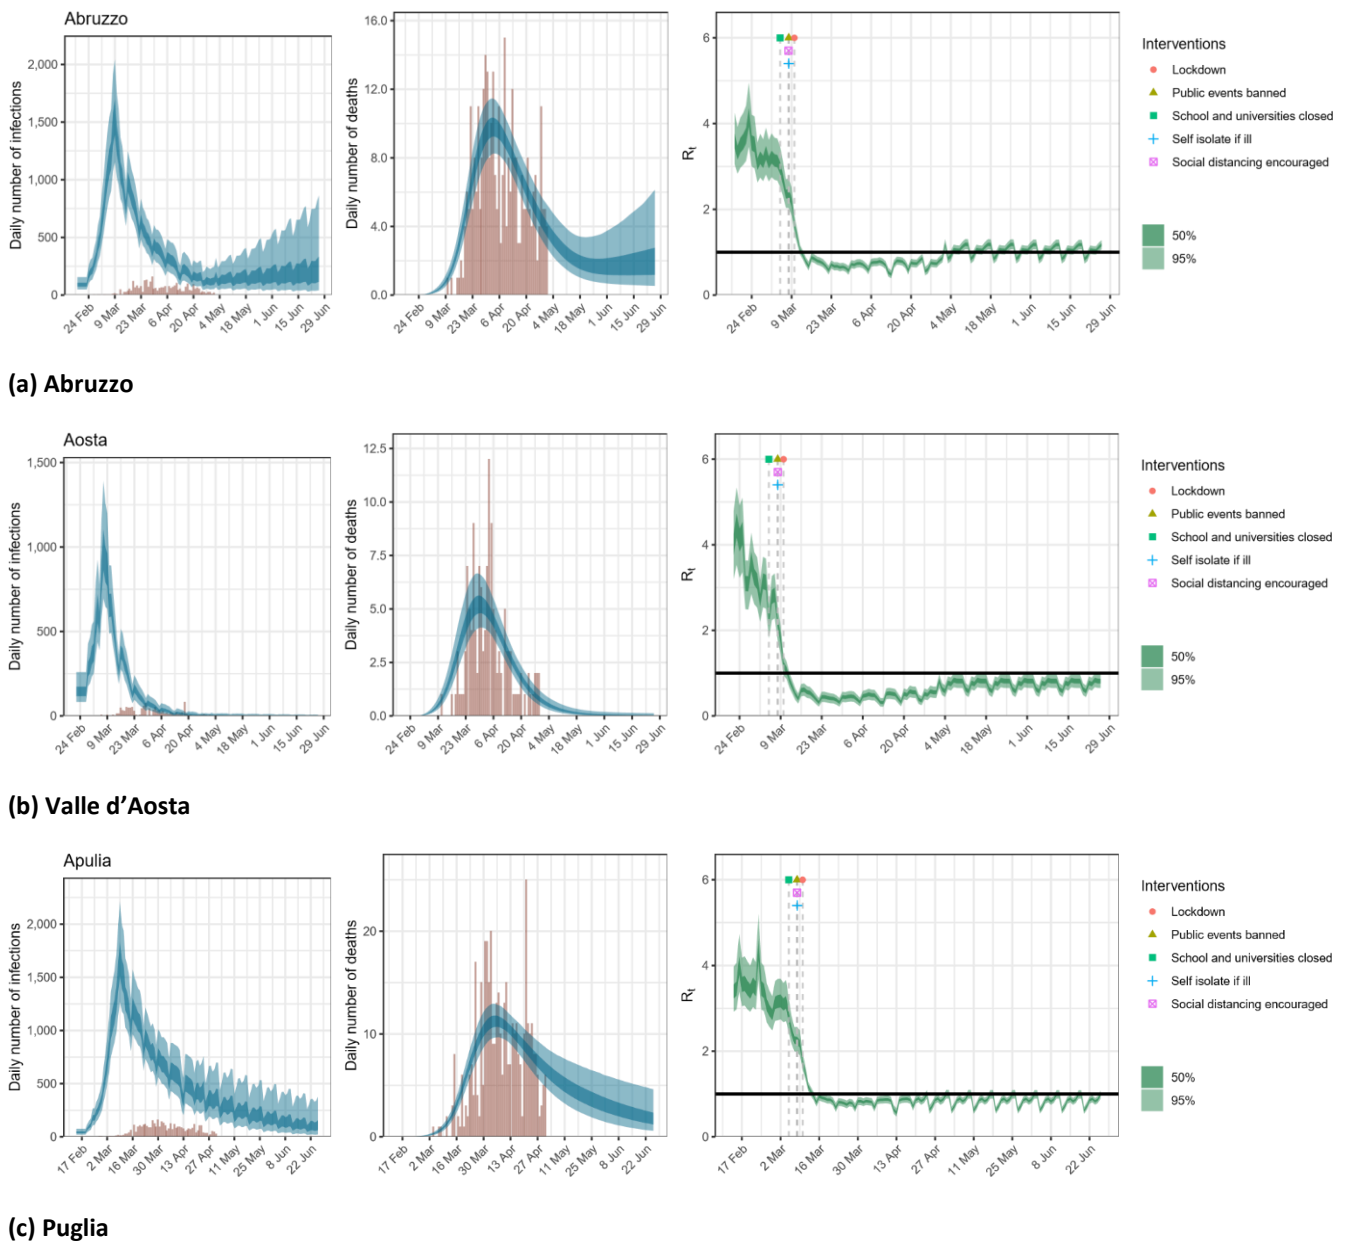 Abruzzo
Daily number of infections
2,000
1,500
1,000
500
0
24 Feb
9 Mar
23 Mar
6 Apr
20 Apr
4 May
18 May
1 Jun
15 Jun
29 Jun
Daily number of deaths
16.0
12.0
8.0
4.0
0.0
24 Feb
9 Mar
23 Mar
6 Apr
20 Apr
4 May
18 May
1 Jun
15 Jun
29 Jun
Rt
6
4
2
0
24 Feb
9 Mar
23 Mar
6 Apr
20 Apr
4 May
18 May
1 Jun
15 Jun
29 Jun
Interventions
Lockdown
Public events banned
School and universities closed
Self isolate if ill
Social distancing encouraged
50%
95%
(a) Abruzzo
Aosta
Daily number of infections
1,500
1,000
500
0
24 Feb
9 Mar
23 Mar
6 Apr
20 Apr
4 May
18 May
1 Jun
15 Jun
29 Jun
Daily number of deaths
12.5
10.0
7.5
5.0
2.5
0.0
24 Feb
9 Mar
23 Mar
6 Apr
20 Apr
4 May
18 May
1 Jun
15 Jun
29 Jun
Rt
6
4
2
0
24 Feb
9 Mar
23 Mar
6 Apr
20 Apr
4 May
18 May
1 Jun
15 Jun
29 Jun
Interventions
Lockdown
Public events banned
School and universities closed
Self isolate if ill
Social distancing encouraged
50%
95%
(b) Valle d’Aosta
Apulia
Daily number of infections
2,000
1,500
1,000
500
0
17 Feb
2 Mar
16 Mar
30 Mar
13 Apr
27 Apr
11 May
25 May
8 Jun
22 Jun
Daily number of deaths
20
10
0
17 Feb
2 Mar
16 Mar
30 Mar
13 Apr
27 Apr
11 May
25 May
8 Jun
22 Jun
Rt
6
4
2
0
17 Feb
2 Mar
16 Mar
30 Mar
13 Apr
27 Apr
11 May
25 May
8 Jun
22 Jun
Interventions
Lockdown
Public events banned
School and universities closed
Self isolate if ill
Social distancing encouraged
50%
95%
(c) Puglia